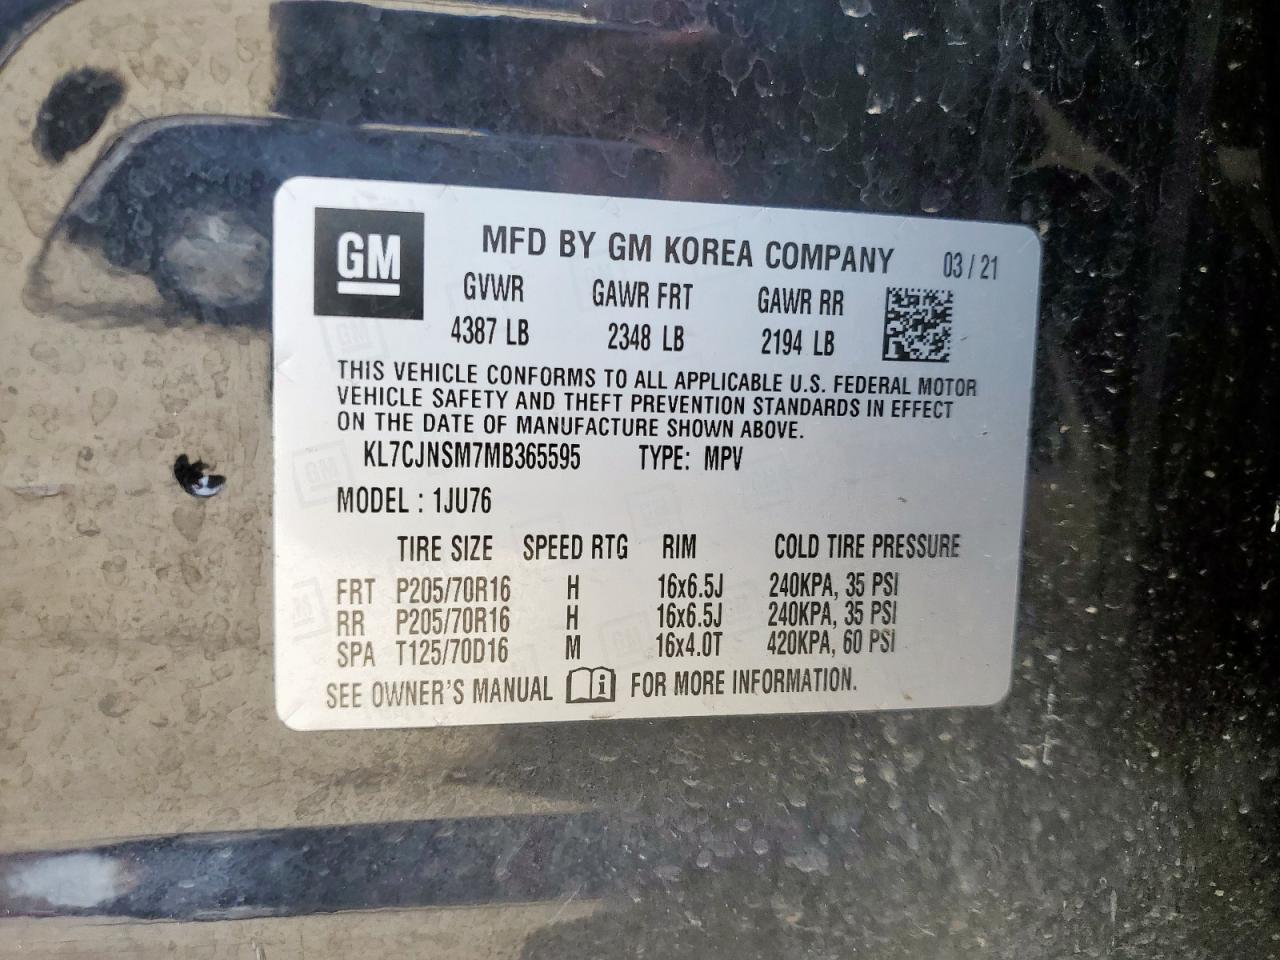 GM
MFD BY GM KOREA COMPANY 03 / 21
GVWR GAWR FRT GAWR RR
4387 LB 2348 LB 2194 LB
THIS VEHICLE CONFORMS TO ALL APPLICABLE U.S. FEDERAL MOTOR
VEHICLE SAFETY AND THEFT PREVENTION STANDARDS IN EFFECT
ON THE DATE OF MANUFACTURE SHOWN ABOVE.
KL7CJNSM7MB365595 TYPE: MPV
MODEL : 1JU76
TIRE SIZE SPEED RTG RIM COLD TIRE PRESSURE
FRT P205/70R16 H 16x6.5J 240KPA, 35 PSI
RR P205/70R16 H 16x6.5J 240KPA, 35 PSI
SPA T125/70D16 M 16x4.0T 420KPA, 60 PSI
SEE OWNER'S MANUAL i FOR MORE INFORMATION.